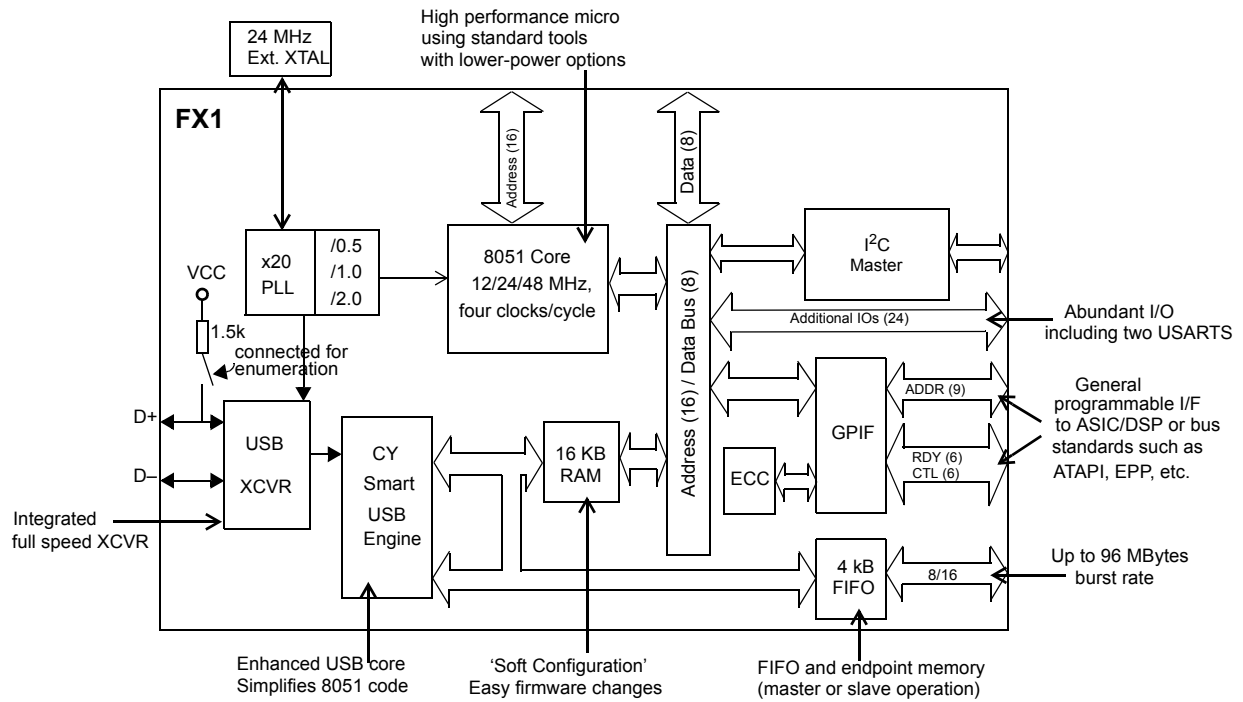 High performance micro
using standard tools
with lower-power options
24 MHz
Ext. XTAL
FX1
Address (16)
Data (8)
x20
PLL
/0.5
/1.0
/2.0
8051 Core
12/24/48 MHz,
four clocks/cycle
I2C
Master
VCC
1.5k
connected for
enumeration
Address (16) / Data Bus (8)
Additional IOs (24)
Abundant I/O
including two USARTS
D+
D–
USB
XCVR
CY
Smart
USB
Engine
16 KB
RAM
ECC
GPIF
ADDR (9)
RDY (6)
CTL (6)
General
programmable I/F
to ASIC/DSP or bus
standards such as
ATAPI, EPP, etc.
Integrated
full speed XCVR
4 kB
FIFO
8/16
Up to 96 MBytes
burst rate
Enhanced USB core
Simplifies 8051 code
‘Soft Configuration’
Easy firmware changes
FIFO and endpoint memory
(master or slave operation)